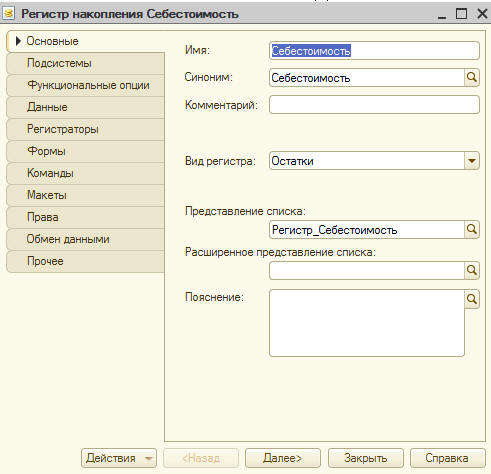 Регистр накопления Себестоимость
Основные
Подсистемы
Функциональные опции
Данные
Регистраторы
Формы
Команды
Макеты
Права
Обмен данными
Прочее
Имя: Себестоимость
Синоним: Себестоимость
Комментарий:
Вид регистра: Остатки
Представление списка:
Регистр_Себестоимость
Расширенное представление списка:
Пояснение:
Действия <Назад Далее> Закрыть Справка